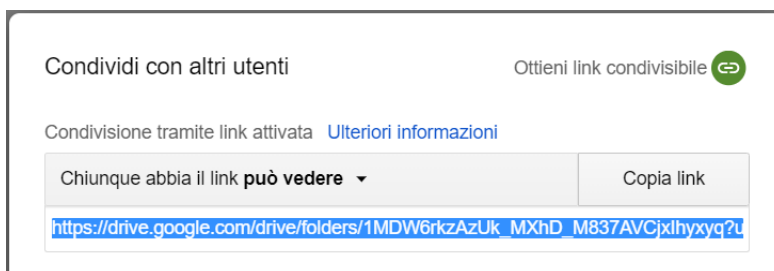 Condividi con altri utenti
Ottieni link condivisibile
Condivisione tramite link attivata Ulteriori informazioni
Chiunque abbia il link può vedere
Copia link
https://drive.google.com/drive/folders/1MDW6rkzAzUk_MXhD_M837AVCjxlhyxyq?u